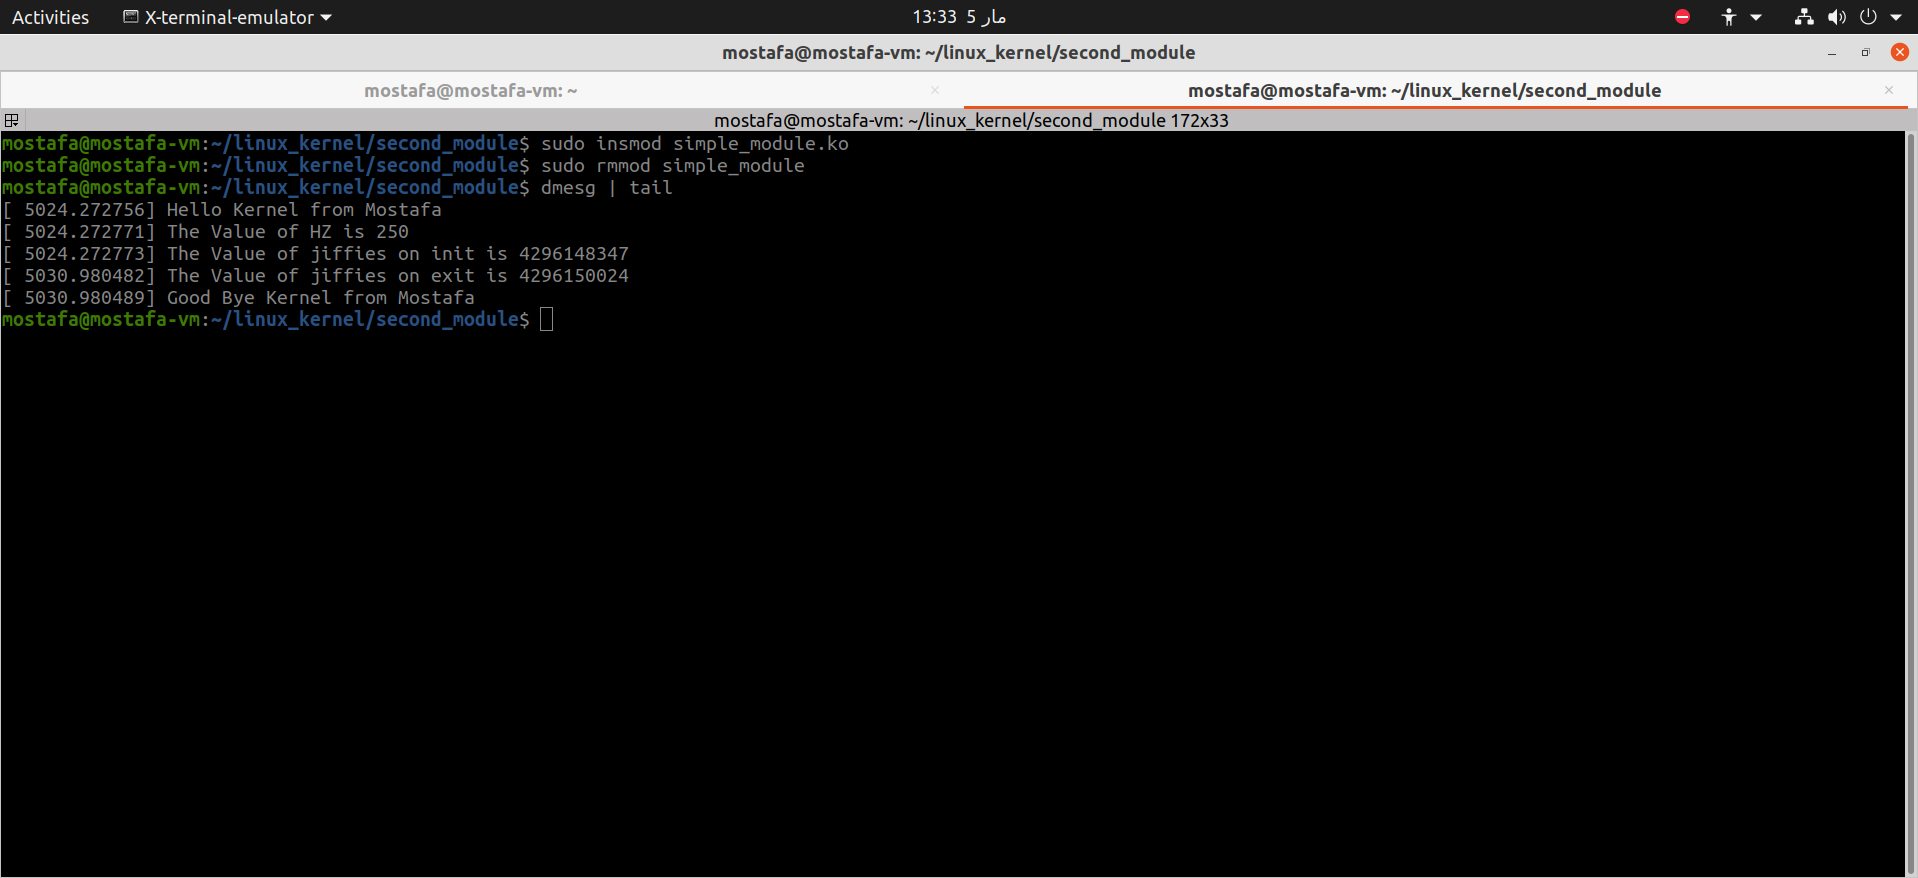 Activities X-terminal-emulator 13:33 5 مار
mostafa@mostafa-vm: ~/linux_kernel/second_module
mostafa@mostafa-vm: ~ mostafa@mostafa-vm: ~/linux_kernel/second_module
mostafa@mostafa-vm: ~/linux_kernel/second_module 172x33
mostafa@mostafa-vm:~/linux_kernel/second_module$ sudo insmod simple_module.ko
mostafa@mostafa-vm:~/linux_kernel/second_module$ sudo rmmod simple_module
mostafa@mostafa-vm:~/linux_kernel/second_module$ dmesg | tail
[ 5024.272756] Hello Kernel from Mostafa
[ 5024.272771] The Value of HZ is 250
[ 5024.272773] The Value of jiffies on init is 4296148347
[ 5030.980482] The Value of jiffies on exit is 4296150024
[ 5030.980489] Good Bye Kernel from Mostafa
mostafa@mostafa-vm:~/linux_kernel/second_module$